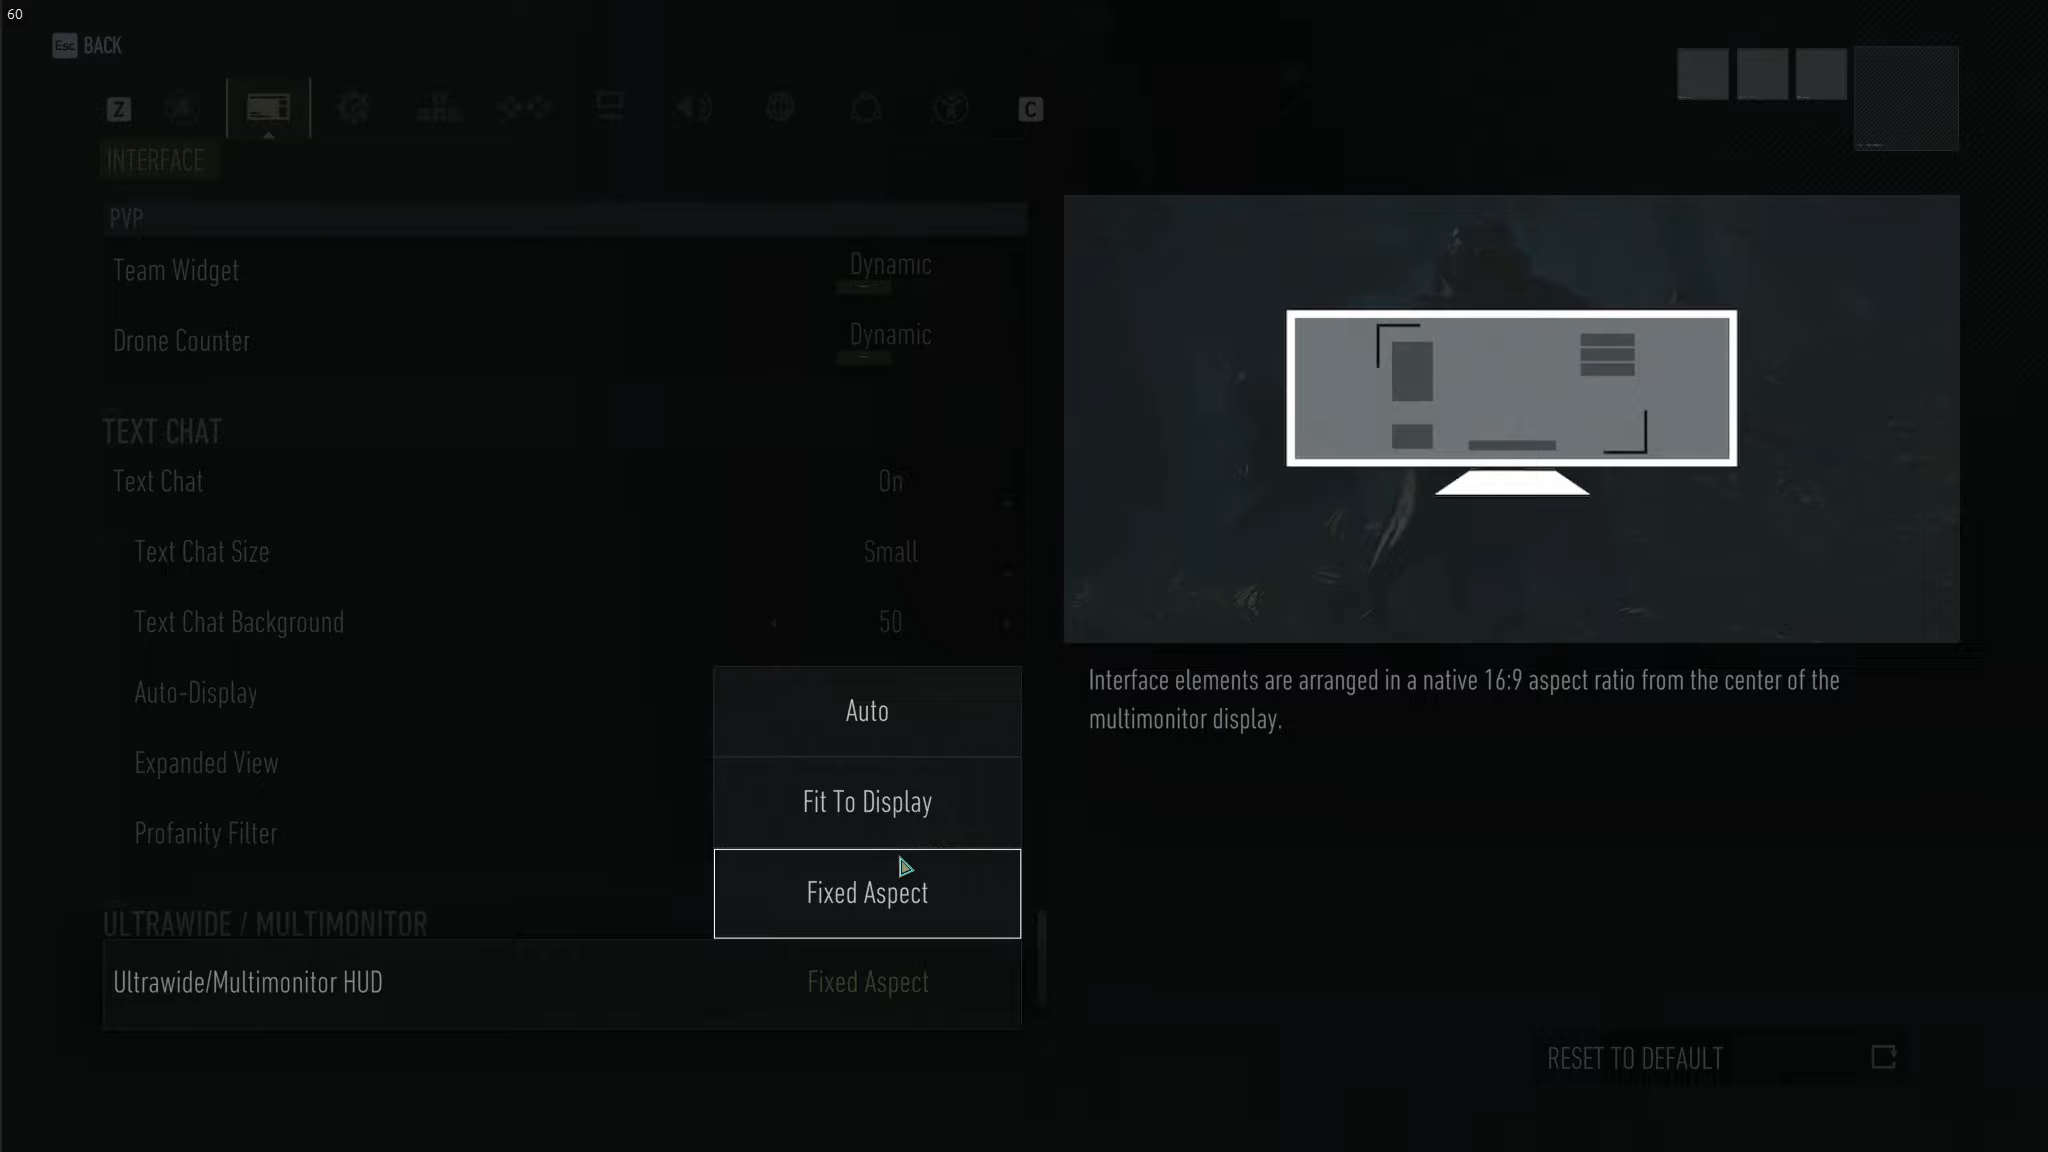 60
Esc BACK
Z
C
INTERFACE
PVP
Team Widget
Dynamic
Drone Counter
Dynamic
TEXT CHAT
Text Chat
On
Text Chat Size
Small
Text Chat Background
50
Auto-Display
Expanded View
Profanity Filter
Auto
Fit To Display
Fixed Aspect
ULTRAWIDE / MULTIMONITOR
Ultrawide/Multimonitor HUD
Fixed Aspect
Interface elements are arranged in a native 16:9 aspect ratio from the center of the
multimonitor display.
RESET TO DEFAULT